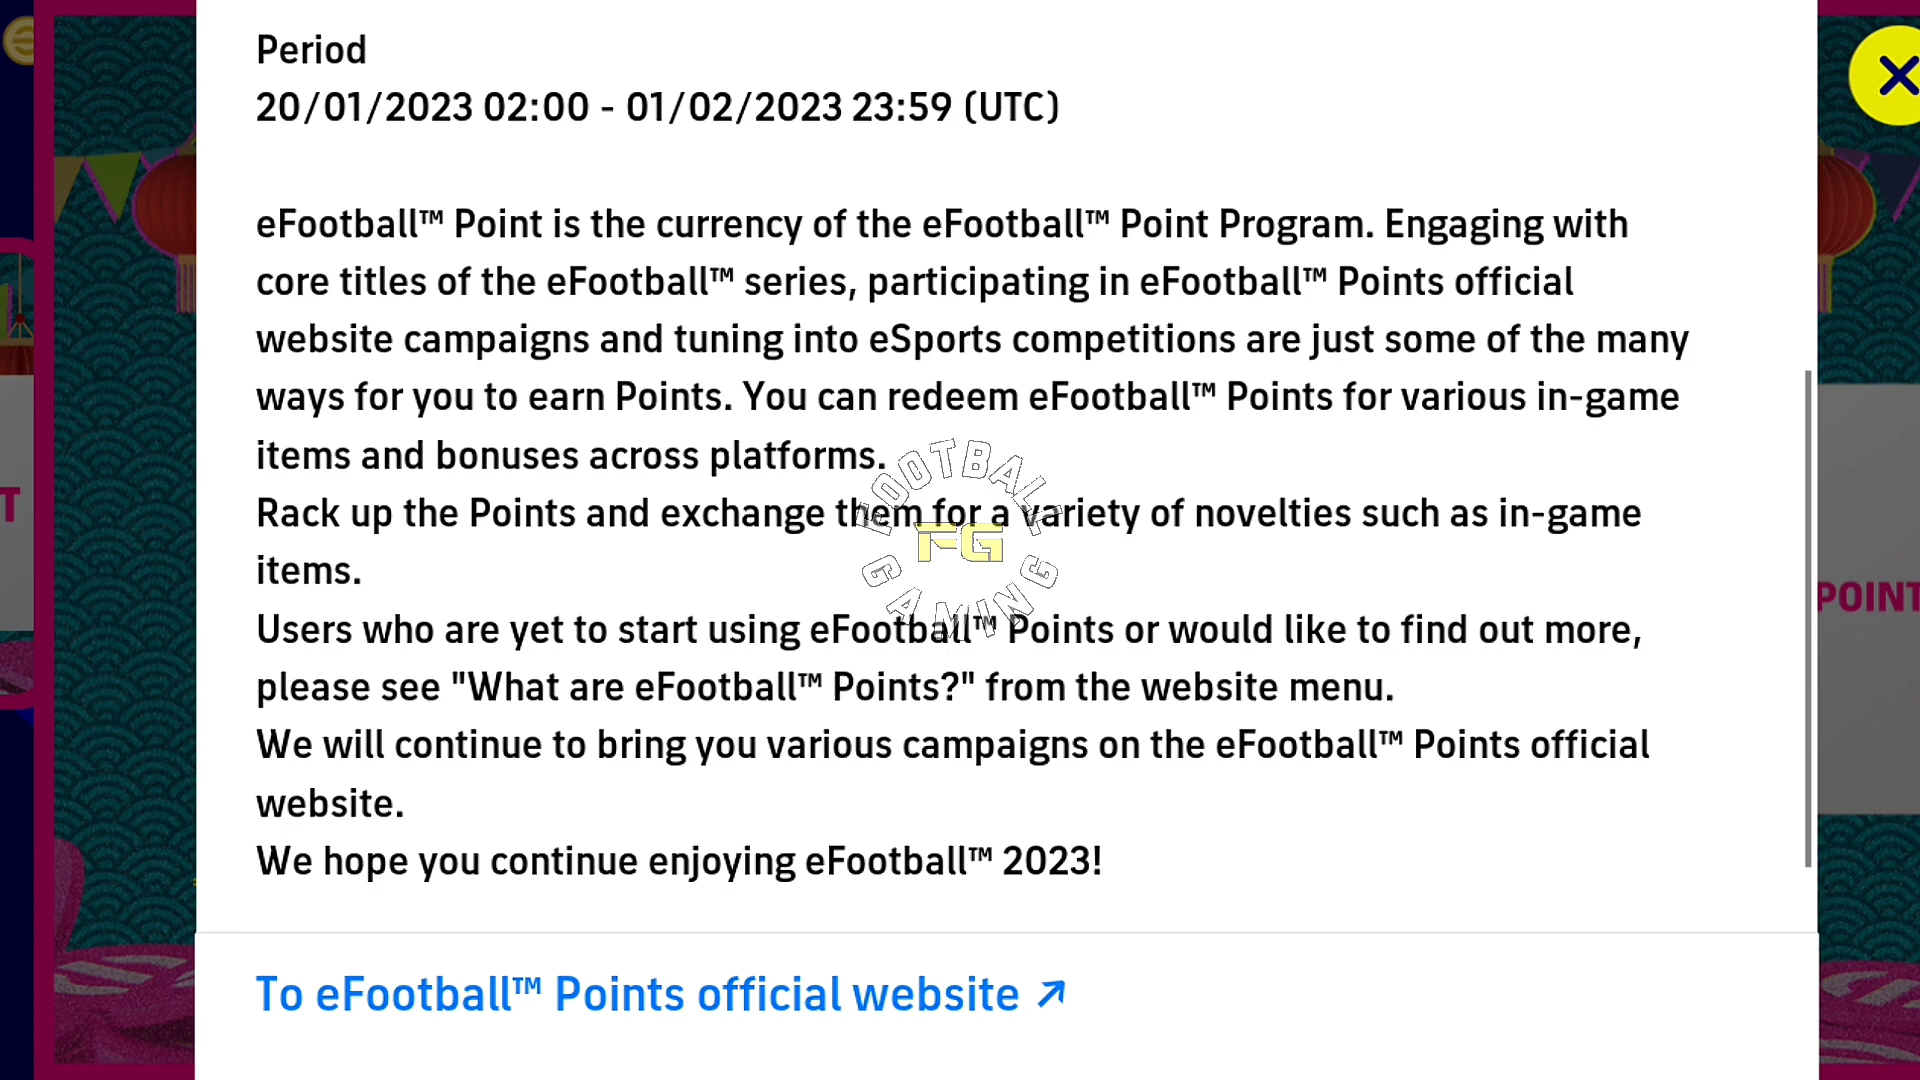 Period
20/01/2023 02:00 - 01/02/2023 23:59 (UTC)
eFootball™ Point is the currency of the eFootball™ Point Program. Engaging with
core titles of the eFootball™ series, participating in eFootball™ Points official
website campaigns and tuning into eSports competitions are just some of the many
ways for you to earn Points. You can redeem eFootball™ Points for various in-game
items and bonuses across platforms.
Rack up the Points and exchange them for a variety of novelties such as in-game
items.
Users who are yet to start using eFootball™ Points or would like to find out more,
please see "What are eFootball™ Points?" from the website menu.
We will continue to bring you various campaigns on the eFootball™ Points official
website.
We hope you continue enjoying eFootball™ 2023!
To eFootball™ Points official website ↗
FOOTBALL
FG
GAMING
T
POINT